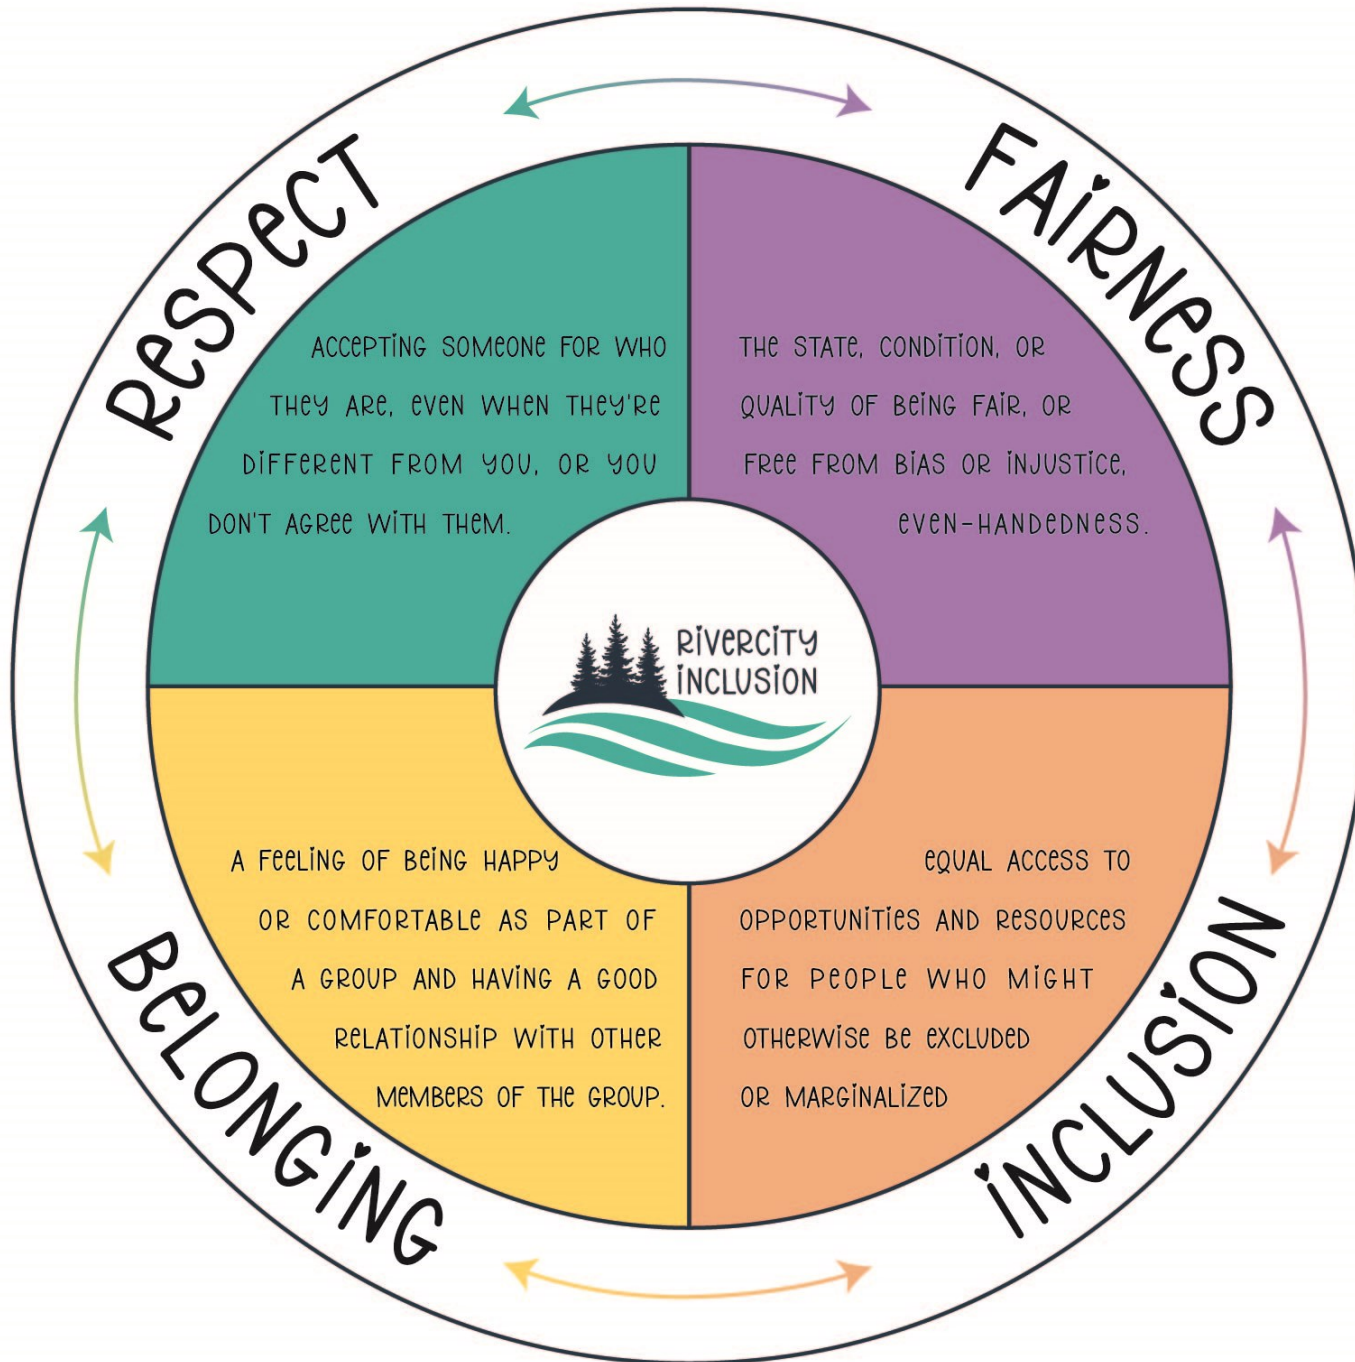 RESPECT
ACCEPTING SOMEONE FOR WHO
THEY ARE, EVEN WHEN THEY'RE
DIFFERENT FROM YOU, OR YOU
DON'T AGREE WITH THEM.
FAIRNESS
THE STATE, CONDITION, OR
QUALITY OF BEING FAIR, OR
FREE FROM BIAS OR INJUSTICE,
EVEN-HANDEDNESS.
RIVERCITY
INCLUSION
BELONGING
A FEELING OF BEING HAPPY
OR COMFORTABLE AS PART OF
A GROUP AND HAVING A GOOD
RELATIONSHIP WITH OTHER
MEMBERS OF THE GROUP.
INCLUSION
EQUAL ACCESS TO
OPPORTUNITIES AND RESOURCES
FOR PEOPLE WHO MIGHT
OTHERWISE BE EXCLUDED
OR MARGINALIZED